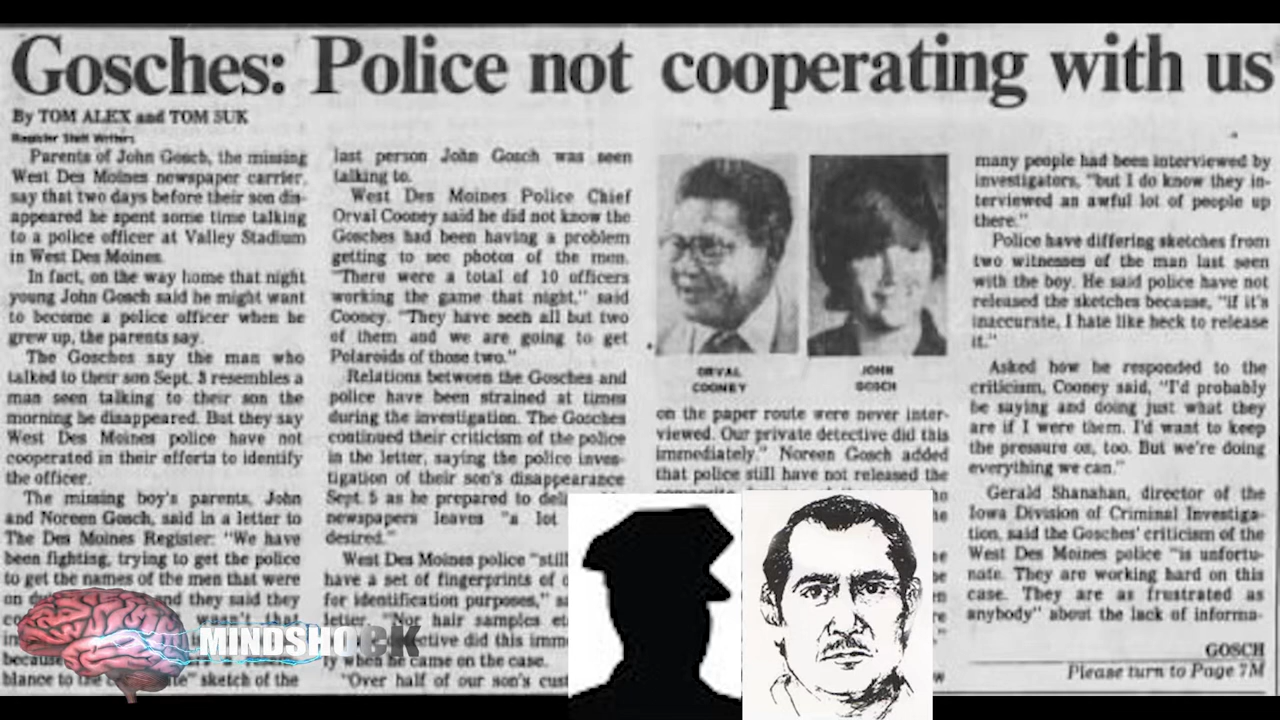 Gosches: Police not cooperating with us
By TOM ALEX and TOM SUK
Register Staff Writers
Parents of John Gosch, the missing
West Des Moines newspaper carrier,
say that two days before their son dis-
appeared he spent some time talking
to a police officer at Valley Stadium
in West Des Moines.
In fact, on the way home that night
young John Gosch said he might want
to become a police officer when he
grew up, the parents say.
The Gosches say the man who
talked to their son Sept. 3 resembles a
man seen talking to their son the
morning he disappeared. But they say
West Des Moines police have not
cooperated in their efforts to identify
the officer.
The missing boy's parents, John
and Noreen Gosch, said in a letter to
The Des Moines Register: "We have
been fighting, trying to get the police
to get the names of the men that were
on and they said they
wasn't that
because
blance to the sketch of the
last person John Gosch was seen
talking to.
West Des Moines Police Chief
Orval Cooney said he did not know the
Gosches had been having a problem
getting to see photos of the men.
"There were a total of 10 officers
working the game that night," said
Cooney. "They have seen all but two
of them and we are going to get
Polaroids of those two."
Relations between the Gosches and
police have been strained at times
during the investigation. The Gosches
continued their criticism of the police
in the letter, saying the police inves-
tigation of their son's disappearance
Sept. 5 as he prepared to
newspapers leaves "a lot
desired."
West Des Moines police "still
have a set of fingerprints of
for identification purposes,"
letter. "Nor hair samples
did this
when he came on the case.
"Over half of our son's
ORVAL
COONEY
JOHN
GOSCH
on the paper route were never inter-
viewed. Our private detective did this
immediately." Noreen Gosch added
that police still have not released the
many people had been interviewed by
investigators, "but I do know they in-
terviewed an awful lot of people up
there."
Police have differing sketches from
two witnesses of the man last seen
with the boy. He said police have not
released the sketches because, "if it's
inaccurate, I hate like heck to release
it."
Asked how he responded to the
criticism, Cooney said, "I'd probably
be saying and doing just what they
are if I were them. I'd want to keep
the pressure on, too. But we're doing
everything we can."
Gerald Shanahan, director of the
Iowa Division of Criminal Investiga-
tion, said the Gosches' criticism of the
West Des Moines police "is unfortu-
nate. They are working hard on this
case. They are as frustrated as
anybody" about the lack of informa-
GOSCH
Please turn to Page 7M
MINDSHOCK